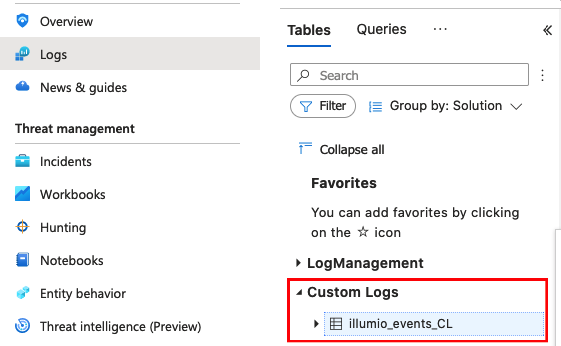 Overview
Logs
News & guides
Threat management
Incidents
Workbooks
Hunting
Notebooks
Entity behavior
Threat intelligence (Preview)
Tables
Queries
...
«
Search
Filter
Group by: Solution
Collapse all
Favorites
You can add favorites by clicking
on the ☆ icon
LogManagement
Custom Logs
illumio_events_CL